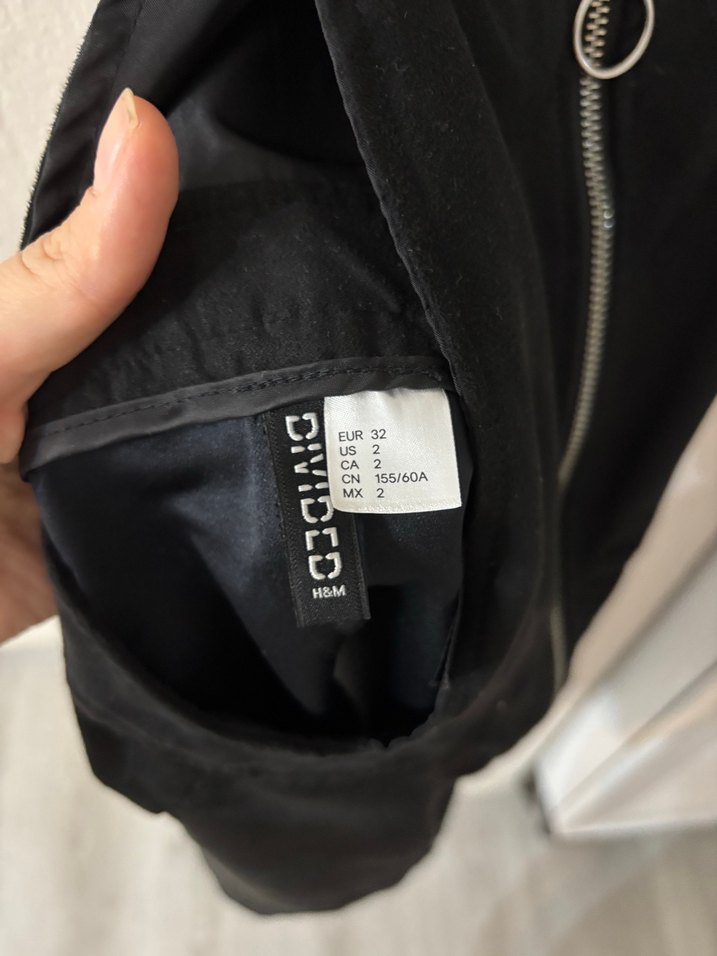 DIVIDED
H&M
EUR 32
US 2
CA 2
CN 155/60A
MX 2